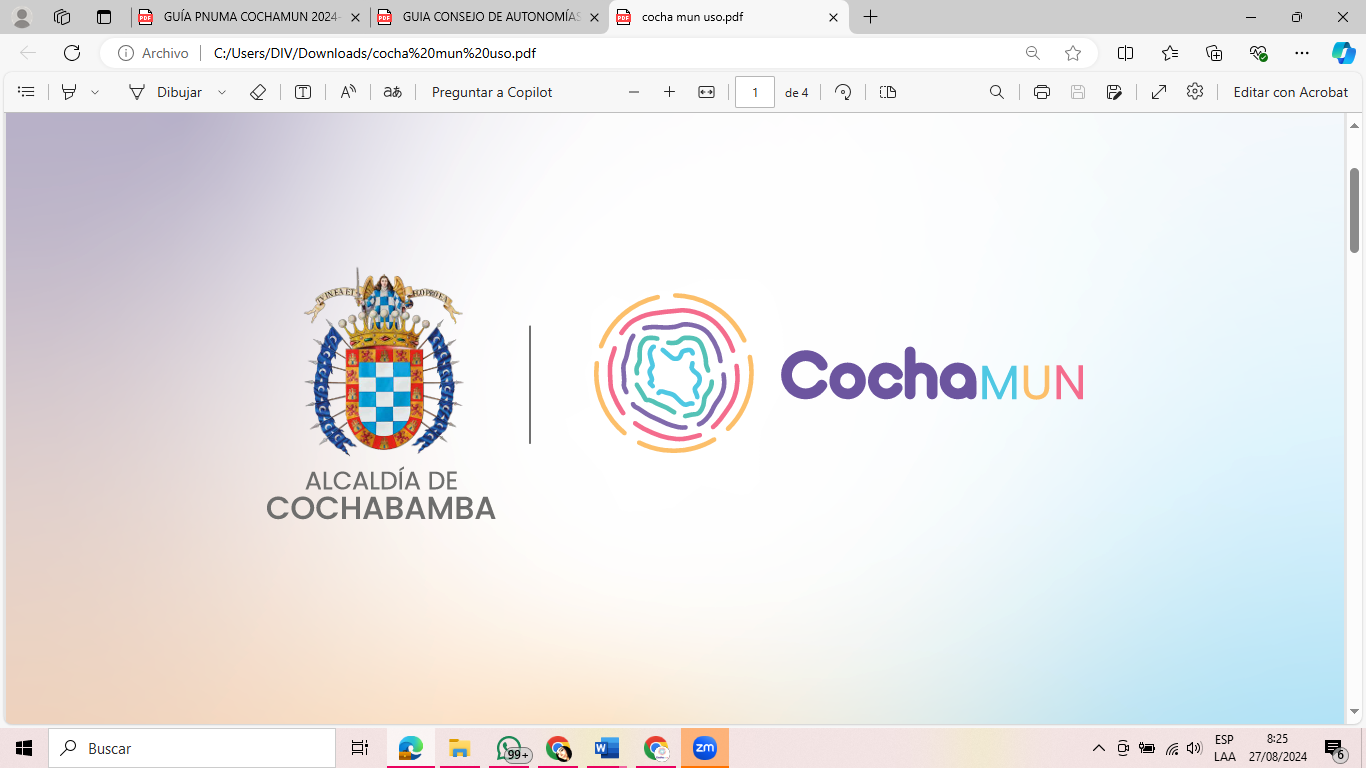 GUÍA PNUMA COCHAMUN 2024-
GUIA CONSEJO DE AUTONOMÍAS
cocha mun uso.pdf
Archivo
C:/Users/DIV/Downloads/cocha%20mun%20uso.pdf
Dibujar
aあ
Preguntar a Copilot
1
de 4
Editar con Acrobat
ALCALDÍA DE
COCHABAMBA
CochaMUN
Buscar
99+
zm
ESP
LAA
8:25
27/08/2024
6